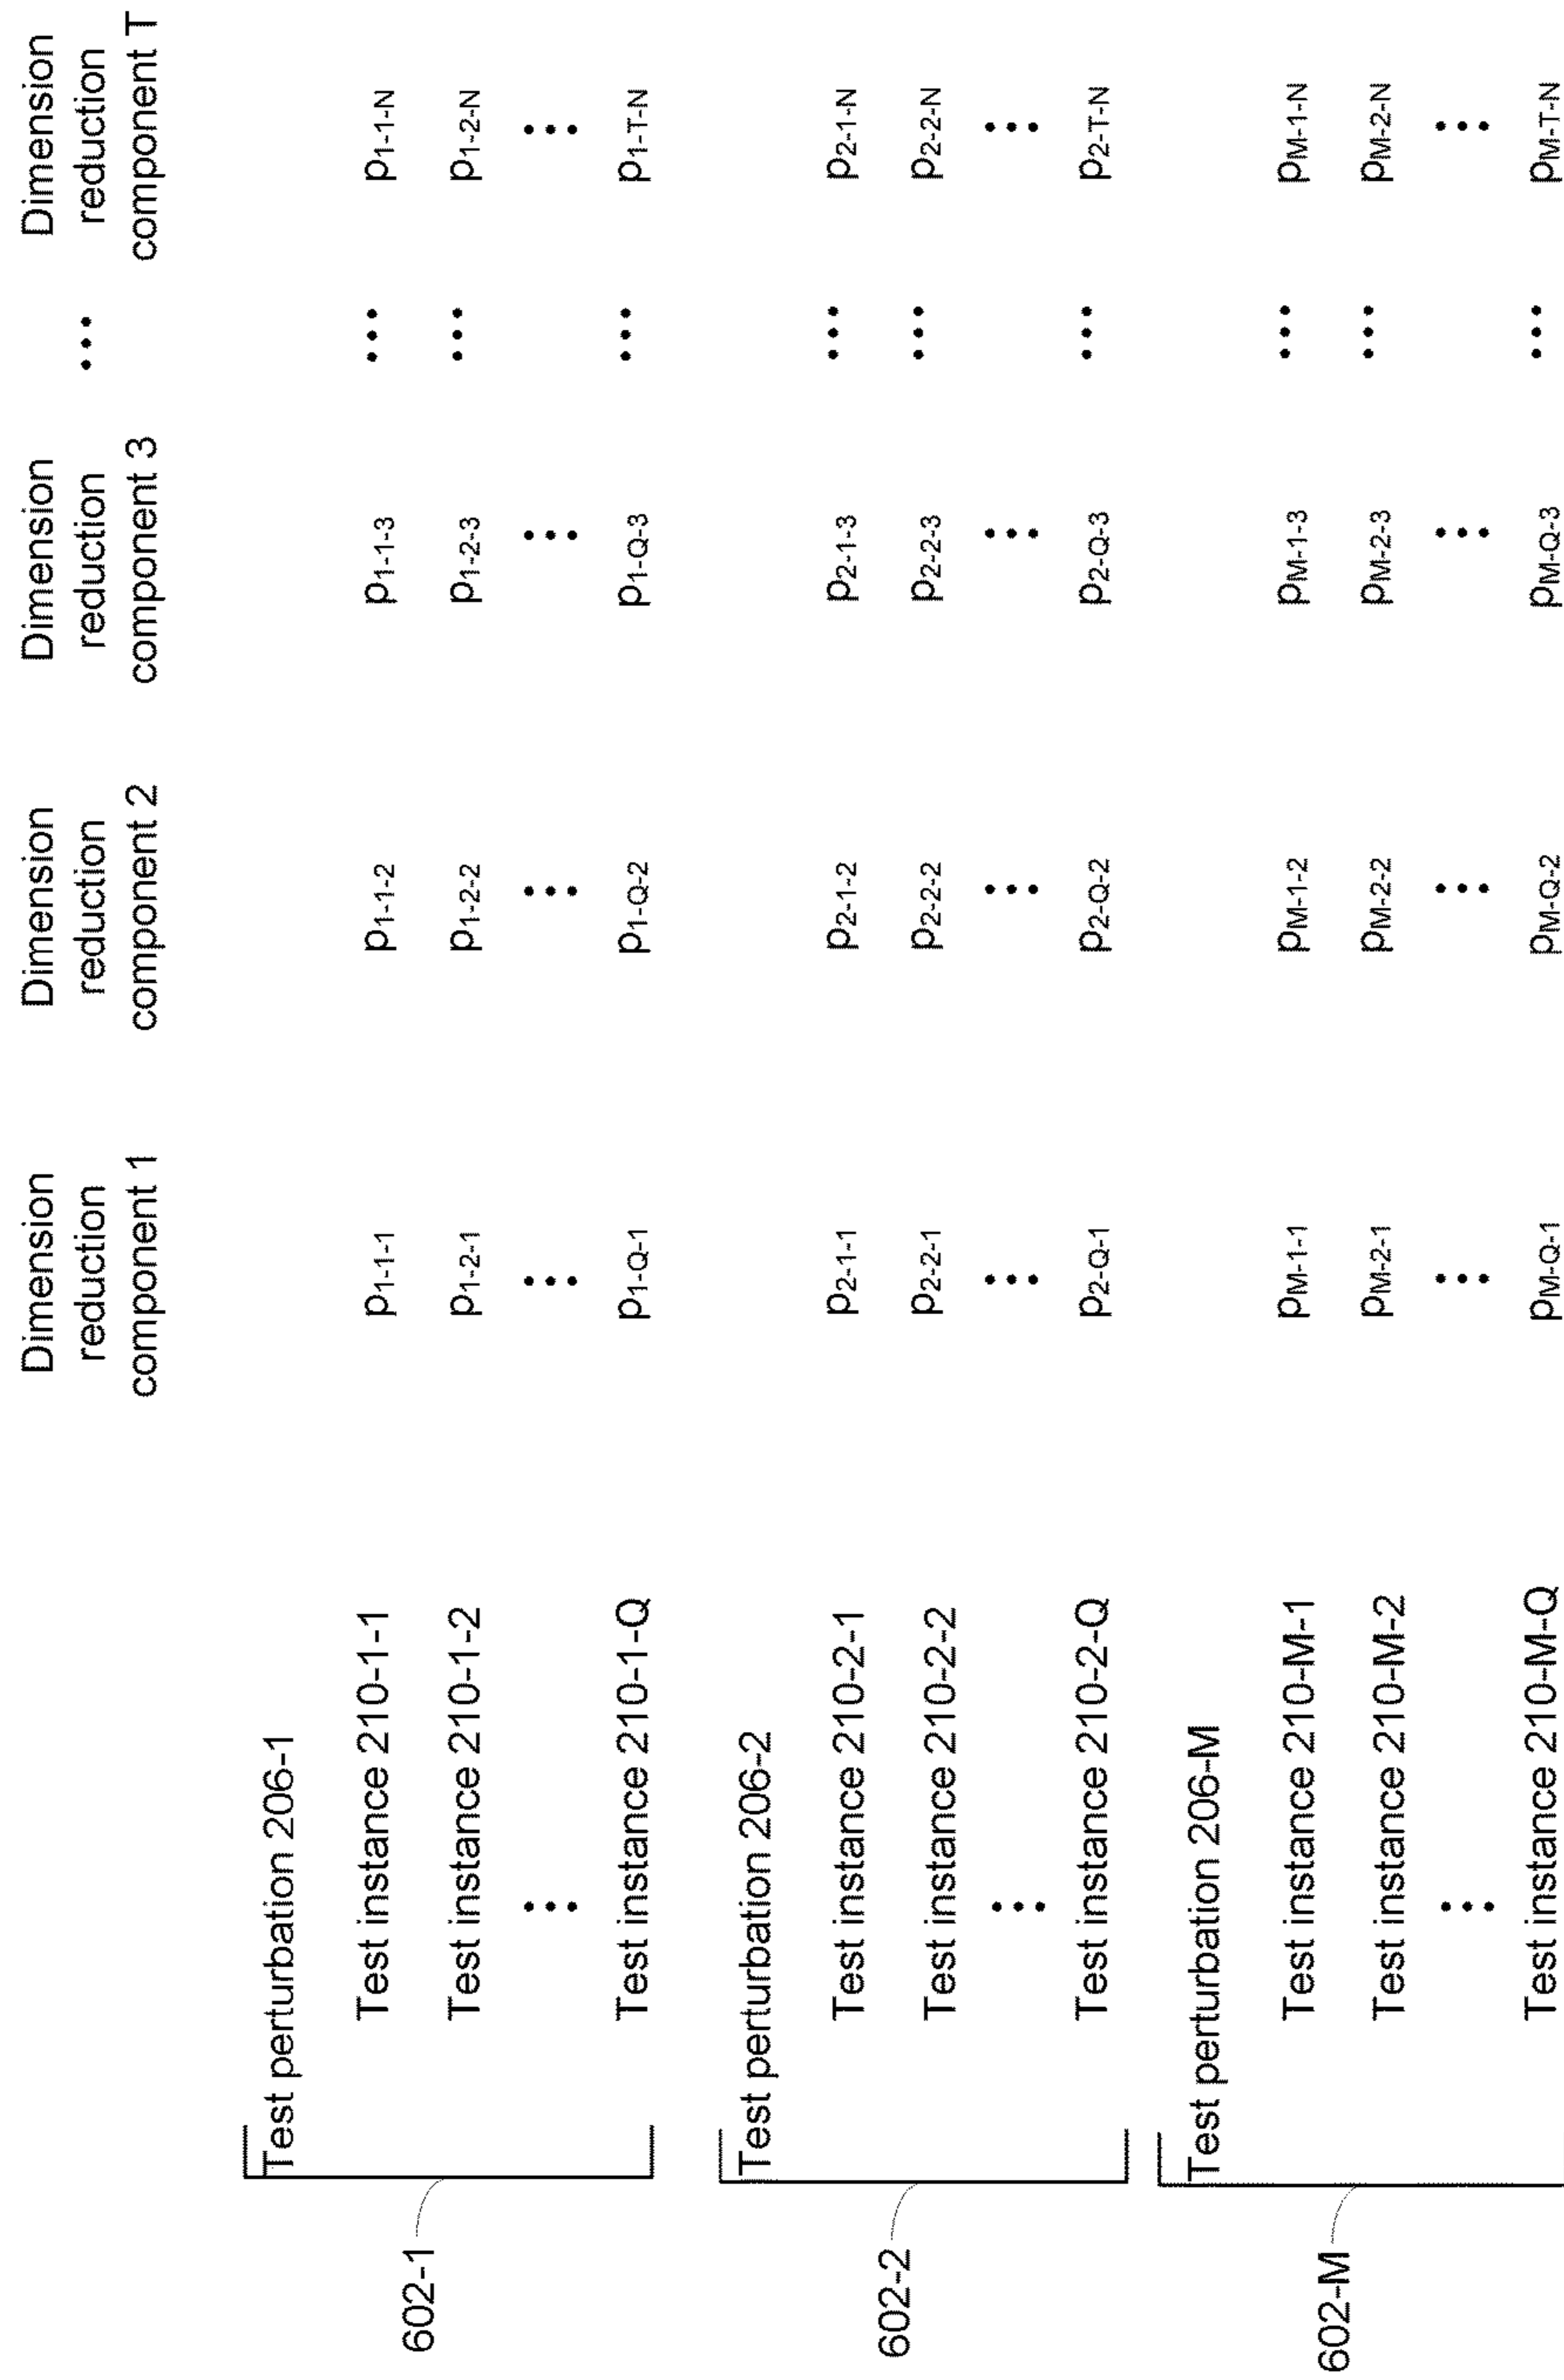 Dimension reduction component 1 Dimension reduction component 2 Dimension reduction component 3 ••• Dimension reduction component T
602-1
Test perturbation 206-1
Test instance 210-1-1 p1-1-1 p1-1-2 p1-1-3 ••• p1-1-N
Test instance 210-1-2 p1-2-1 p1-2-2 p1-2-3 ••• p1-2-N
Test instance 210-1-Q p1-Q-1 p1-Q-2 p1-Q-3 ••• p1-T-N
602-2
Test perturbation 206-2
Test instance 210-2-1 p2-1-1 p2-1-2 p2-1-3 ••• p2-1-N
Test instance 210-2-2 p2-2-1 p2-2-2 p2-2-3 ••• p2-2-N
Test instance 210-2-Q p2-Q-1 p2-Q-2 p2-Q-3 ••• p2-T-N
602-M
Test perturbation 206-M
Test instance 210-M-1 pM-1-1 pM-1-2 pM-1-3 ••• pM-1-N
Test instance 210-M-2 pM-2-1 pM-2-2 pM-2-3 ••• pM-2-N
Test instance 210-M-Q pM-Q-1 pM-Q-2 pM-Q-3 ••• pM-T-N